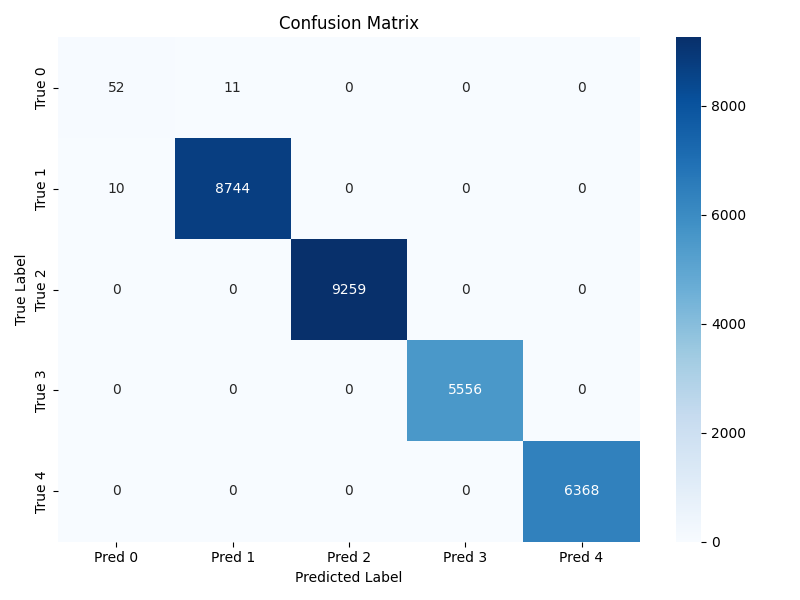 Confusion Matrix
True 0 52 11 0 0 0
True 1 10 8744 0 0 0
True 2 0 0 9259 0 0
True 3 0 0 0 5556 0
True 4 0 0 0 0 6368
Pred 0 Pred 1 Pred 2 Pred 3 Pred 4
Predicted Label
True Label
8000
6000
4000
2000
0